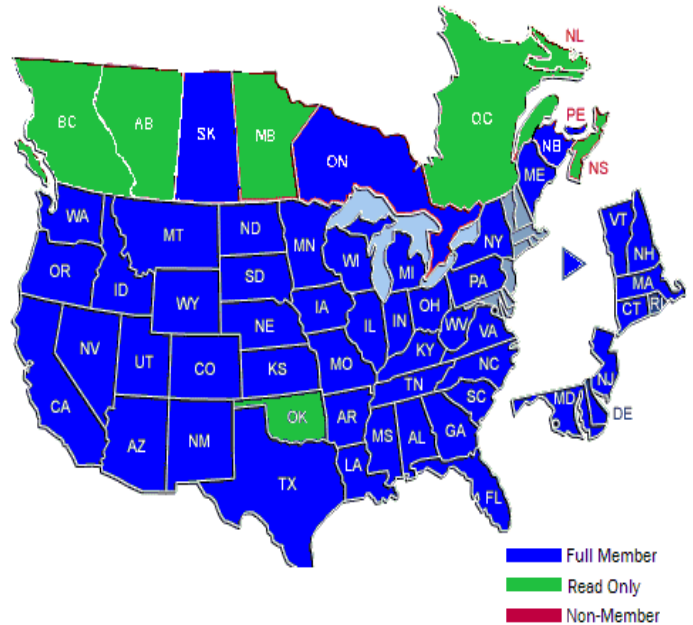 NL
BC
AB
SK
MB
ON
QC
PE
NB
NS
ME
WA
MT
ND
MN
OR
ID
WY
SD
WI
MI
NY
VT
NH
MA
CT
RI
PA
IA
NE
NV
UT
CO
KS
IL
IN
OH
WV
VA
KY
MO
NJ
MD
DE
CA
AZ
NM
OK
AR
TN
NC
SC
MS
AL
GA
LA
TX
FL
Full Member
Read Only
Non-Member